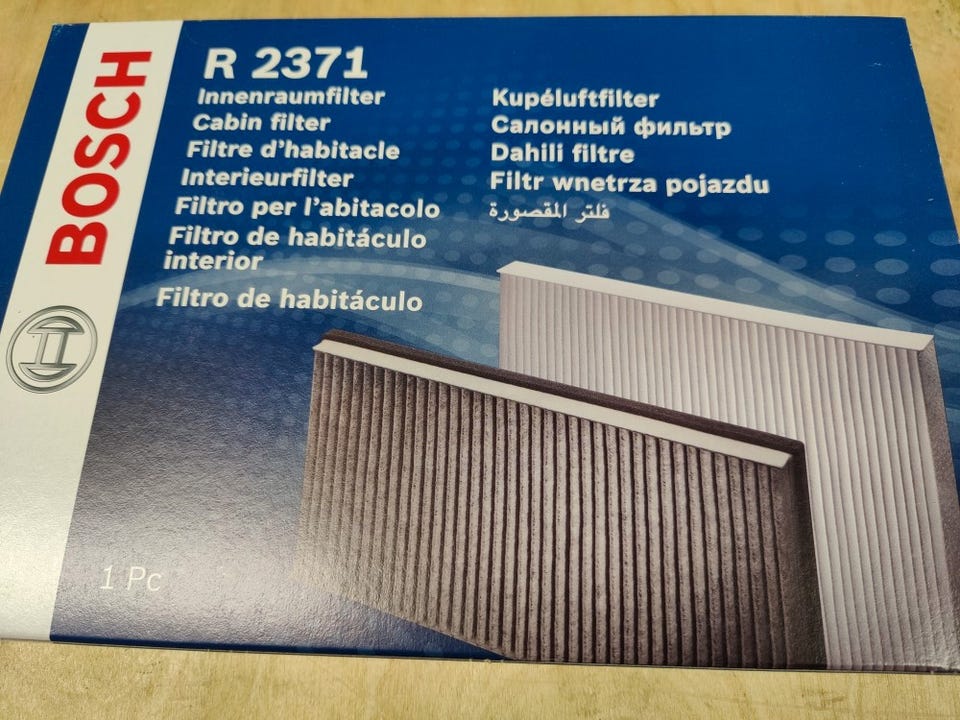 BOSCH
R 2371
Innenraumfilter
Cabin filter
Filtre d'habitacle
Interieurfilter
Filtro per l'abitacolo
Filtro de habitáculo
interior
Filtro de habitáculo
Kupéluftfilter
Салонный фильтр
Dahili filtre
Filtr wnetrza pojazdu
فلتر المقصورة
1 Pc